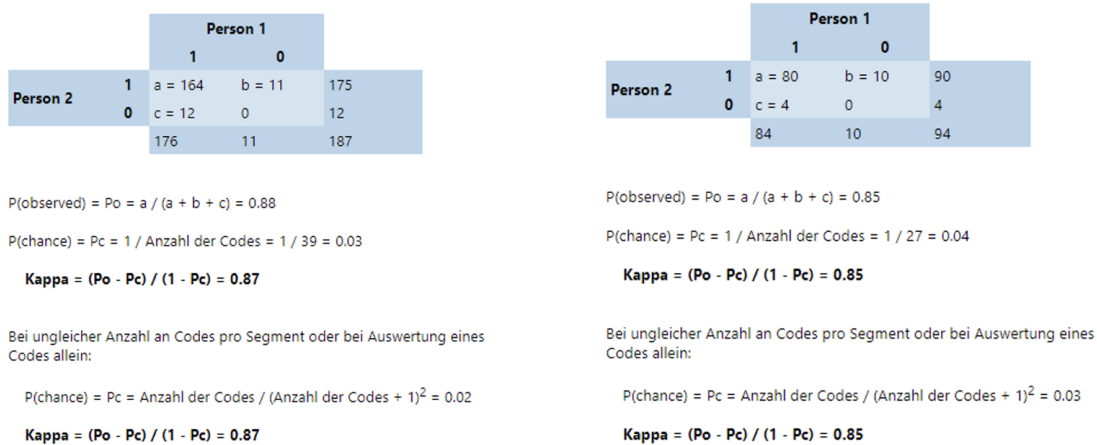 Person 1
1 0
Person 2 1 a = 164 b = 11 175
0 c = 12 0 12
176 11 187
P(observed) = Po = a / (a + b + c) = 0.88
P(chance) = Pc = 1 / Anzahl der Codes = 1 / 39 = 0.03
Kappa = (Po - Pc) / (1 - Pc) = 0.87
Bei ungleicher Anzahl an Codes pro Segment oder bei Auswertung eines
Codes allein:
P(chance) = Pc = Anzahl der Codes / (Anzahl der Codes + 1)² = 0.02
Kappa = (Po - Pc) / (1 - Pc) = 0.87
Person 1
1 0
Person 2 1 a = 80 b = 10 90
0 c = 4 0 4
84 10 94
P(observed) = Po = a / (a + b + c) = 0.85
P(chance) = Pc = 1 / Anzahl der Codes = 1 / 27 = 0.04
Kappa = (Po - Pc) / (1 - Pc) = 0.85
Bei ungleicher Anzahl an Codes pro Segment oder bei Auswertung eines
Codes allein:
P(chance) = Pc = Anzahl der Codes / (Anzahl der Codes + 1)² = 0.03
Kappa = (Po - Pc) / (1 - Pc) = 0.85